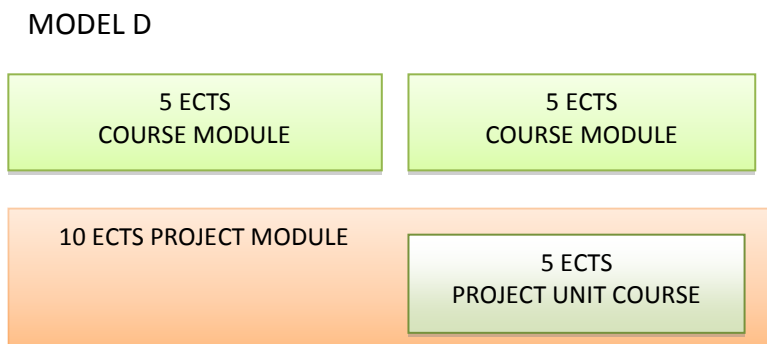 MODEL D
5 ECTS
COURSE MODULE
5 ECTS
COURSE MODULE
10 ECTS PROJECT MODULE
5 ECTS
PROJECT UNIT COURSE